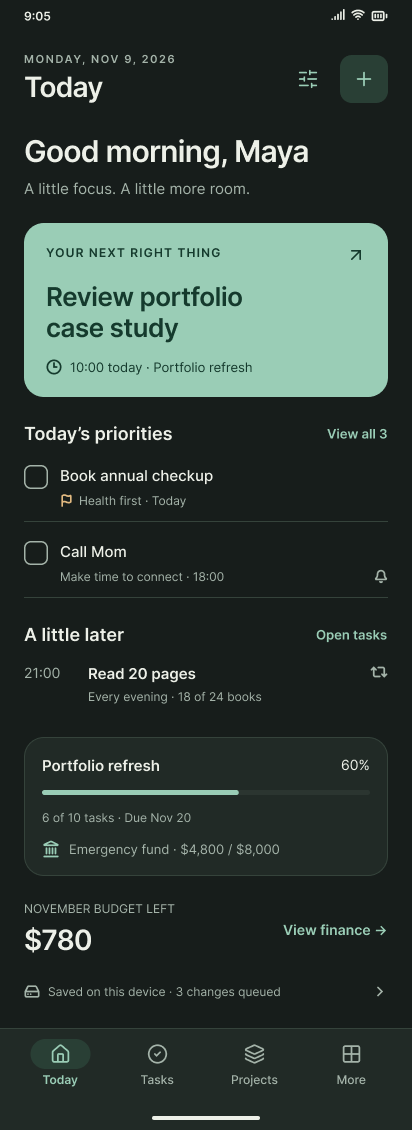 9:05
MONDAY, NOV 9, 2026
Today
Good morning, Maya
A little focus. A little more room.
YOUR NEXT RIGHT THING
Review portfolio
case study
10:00 today · Portfolio refresh
Today’s priorities
View all 3
Book annual checkup
Health first · Today
Call Mom
Make time to connect · 18:00
A little later
Open tasks
21:00
Read 20 pages
Every evening · 18 of 24 books
Portfolio refresh
60%
6 of 10 tasks · Due Nov 20
Emergency fund · $4,800 / $8,000
NOVEMBER BUDGET LEFT
$780
View finance →
Saved on this device · 3 changes queued
Today
Tasks
Projects
More